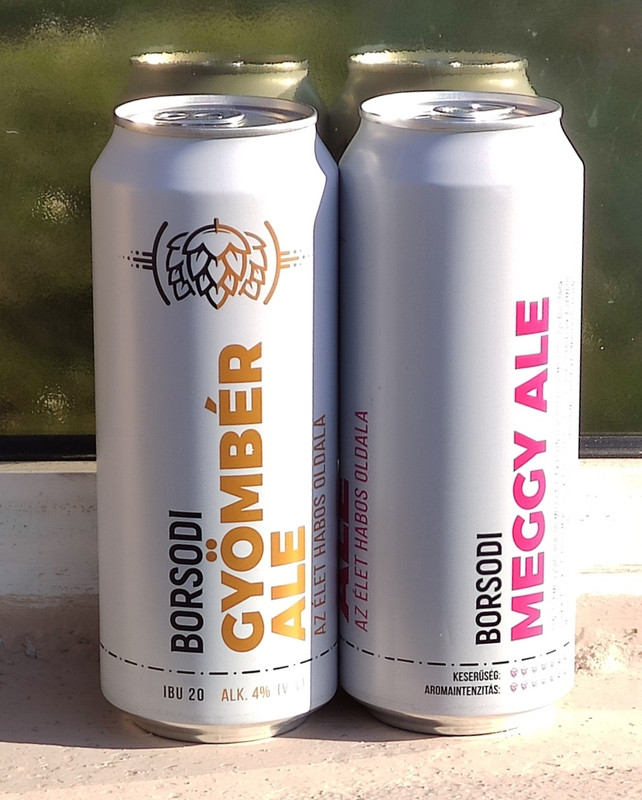 BORSODI
GYÖMBÉR
ALE
AZ ÉLET HABOS OLDALA
IBU 20 ALK. 4%
ALE
AZ ÉLET HABOS OLDALA
BORSODI
MEGGY ALE
KESERŰSÉG:
AROMAINTENZITÁS: